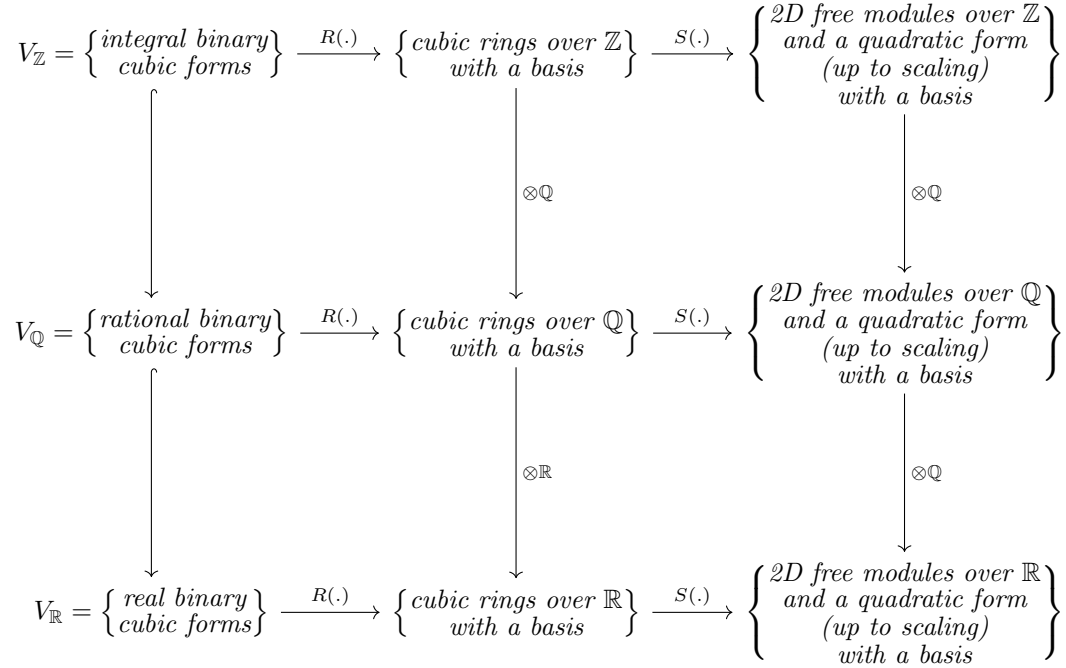 V_ℤ = {integral binary cubic forms} R(.) {cubic rings over ℤ with a basis} S(.) {2D free modules over ℤ and a quadratic form (up to scaling) with a basis}
⊗ℚ ⊗ℚ
V_ℚ = {rational binary cubic forms} R(.) {cubic rings over ℚ with a basis} S(.) {2D free modules over ℚ and a quadratic form (up to scaling) with a basis}
⊗ℝ ⊗ℚ
V_ℝ = {real binary cubic forms} R(.) {cubic rings over ℝ with a basis} S(.) {2D free modules over ℝ and a quadratic form (up to scaling) with a basis}